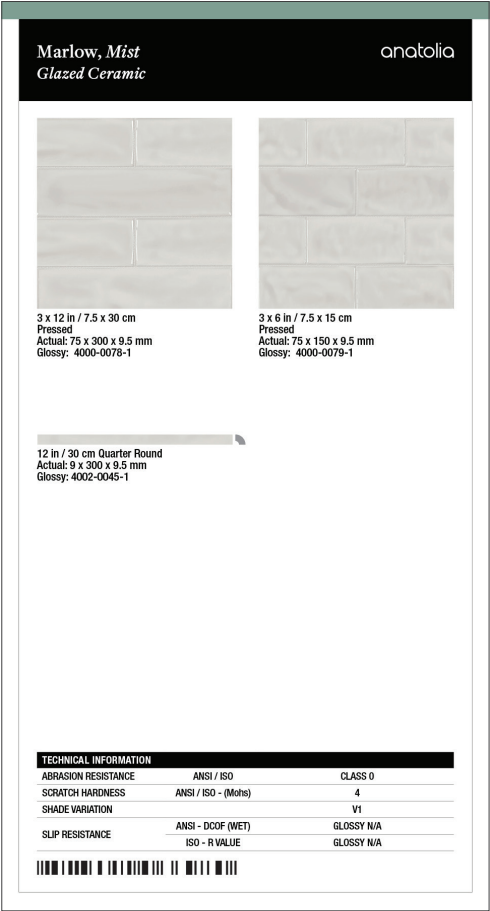 Marlow, Mist
Glazed Ceramic
anatolia
3 x 12 in / 7.5 x 30 cm
Pressed
Actual: 75 x 300 x 9.5 mm
Glossy: 4000-0078-1
3 x 6 in / 7.5 x 15 cm
Pressed
Actual: 75 x 150 x 9.5 mm
Glossy: 4000-0079-1
12 in / 30 cm Quarter Round
Actual: 9 x 300 x 9.5 mm
Glossy: 4002-0045-1
TECHNICAL INFORMATION
ABRASION RESISTANCE ANSI / ISO CLASS 0
SCRATCH HARDNESS ANSI / ISO - (Mohs) 4
SHADE VARIATION V1
SLIP RESISTANCE ANSI - DCOF (WET) GLOSSY N/A
ISO - R VALUE GLOSSY N/A